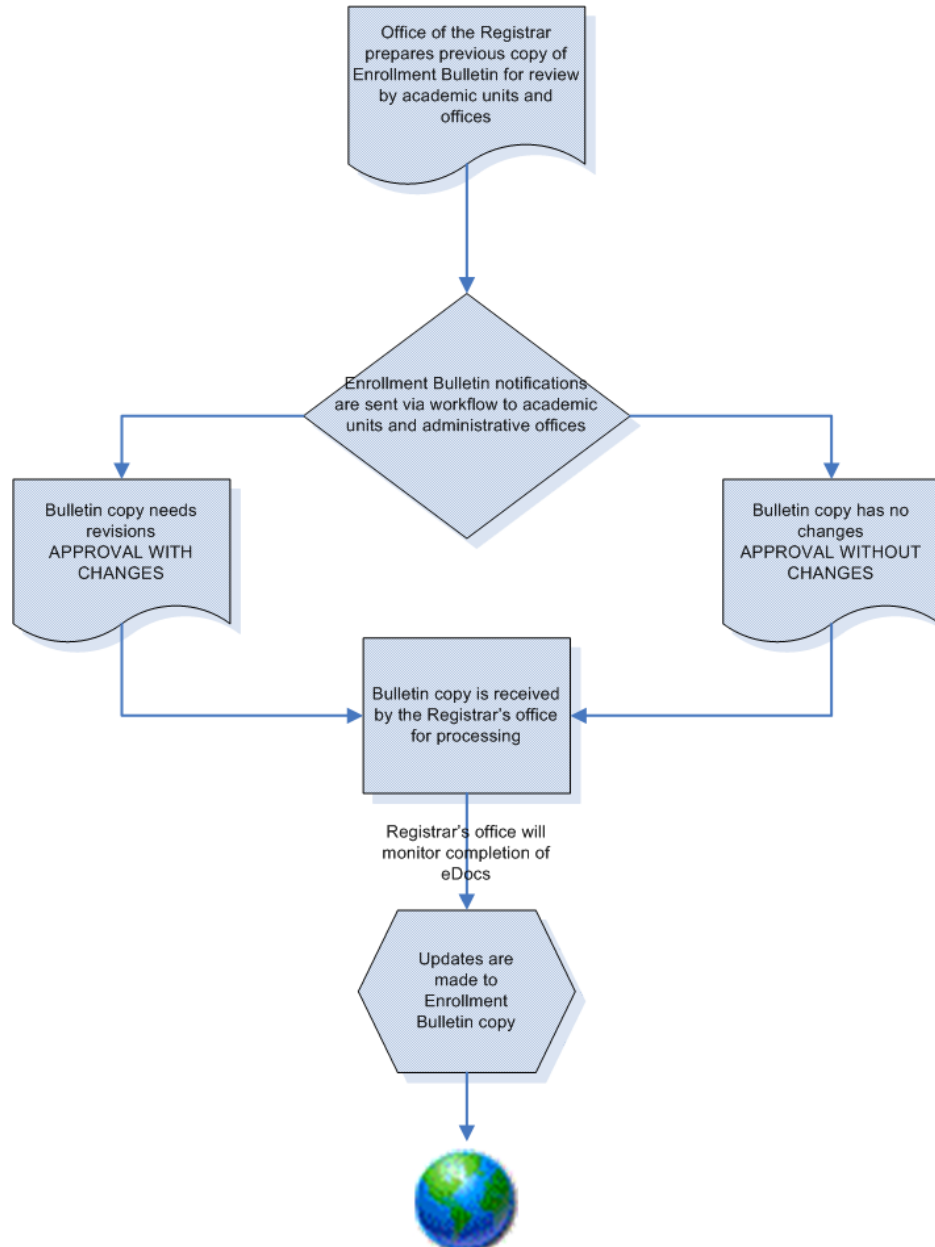 Office of the Registrar
prepares previous copy of
Enrollment Bulletin for review
by academic units and
offices
Enrollment Bulletin notifications
are sent via workflow to academic
units and administrative offices
Bulletin copy needs
revisions
APPROVAL WITH
CHANGES
Bulletin copy has no
changes
APPROVAL WITHOUT
CHANGES
Bulletin copy is received
by the Registrar's office
for processing
Registrar's office will
monitor completion of
eDocs
Updates are
made to
Enrollment
Bulletin copy